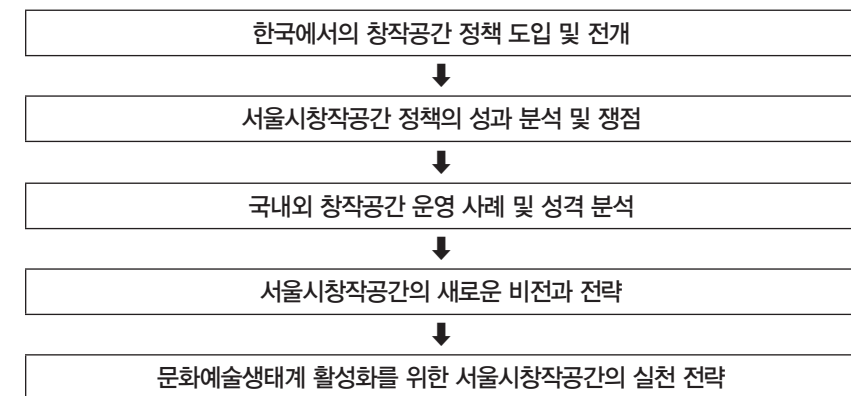 한국에서의 창작공간 정책 도입 및 전개
서울시창작공간 정책의 성과 분석 및 쟁점
국내외 창작공간 운영 사례 및 성격 분석
서울시창작공간의 새로운 비전과 전략
문화예술생태계 활성화를 위한 서울시창작공간의 실천 전략